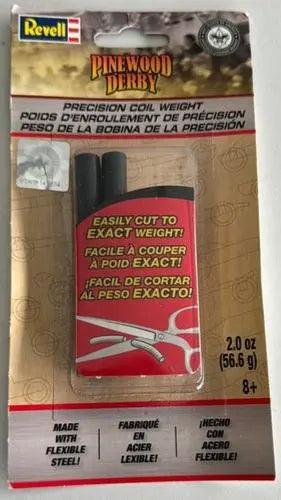 Revell
PINEWOOD
DERBY
PRECISION COIL WEIGHT
POIDS D'ENROULEMENT DE PRÉCISION
PESO DE LA BOBINA DE LA PRECISIÓN
EASILY CUT TO
EXACT WEIGHT!
FACILE À COUPER
À POID EXACT!
¡FACIL DE CORTAR
AL PESO EXACTO!
2.0 oz
(56.6 g)
8+
MADE
WITH
FLEXIBLE
STEEL!
FABRIQUÉ
EN
ACIER
LEXIBLE!
¡HECHO
CON
ACERO
FLEXIBLE!